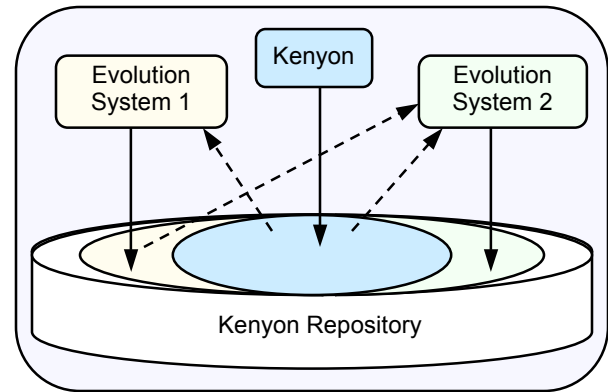 Evolution
System 1
Kenyon
Evolution
System 2
Kenyon Repository